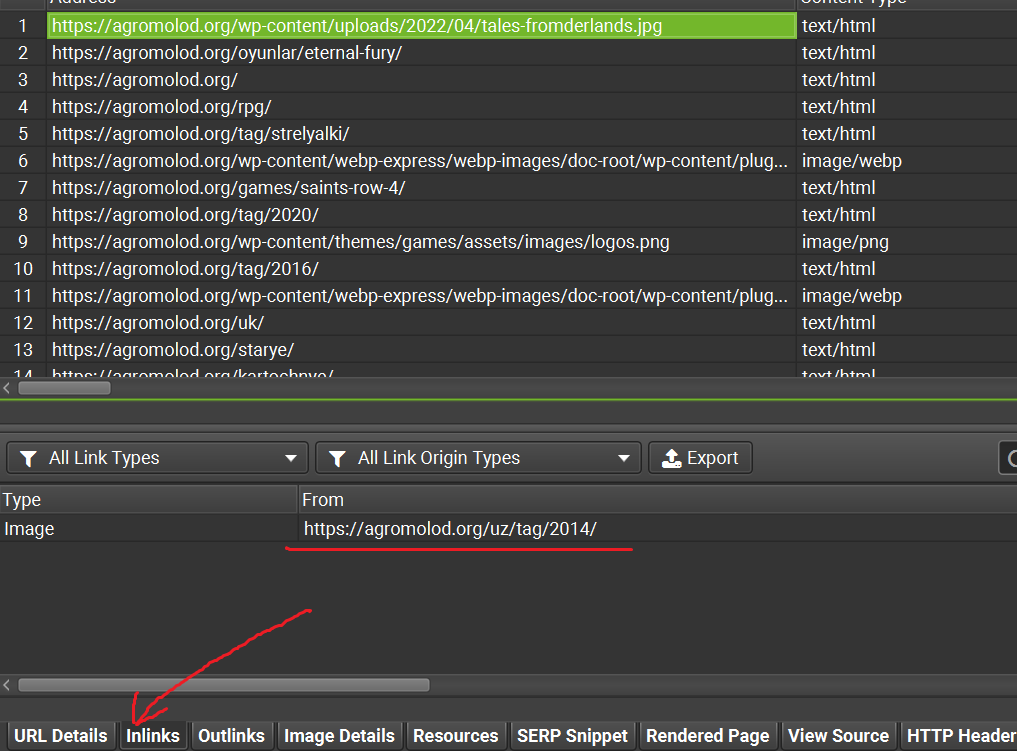 Address Content Type
1 https://agromolod.org/wp-content/uploads/2022/04/tales-fromderlands.jpg text/html
2 https://agromolod.org/oyunlar/eternal-fury/ text/html
3 https://agromolod.org/ text/html
4 https://agromolod.org/rpg/ text/html
5 https://agromolod.org/tag/strelyalki/ text/html
6 https://agromolod.org/wp-content/webp-express/webp-images/doc-root/wp-content/plug... image/webp
7 https://agromolod.org/games/saints-row-4/ text/html
8 https://agromolod.org/tag/2020/ text/html
9 https://agromolod.org/wp-content/themes/games/assets/images/logos.png image/png
10 https://agromolod.org/tag/2016/ text/html
11 https://agromolod.org/wp-content/webp-express/webp-images/doc-root/wp-content/plug... image/webp
12 https://agromolod.org/uk/ text/html
13 https://agromolod.org/starye/ text/html
14 https://agromolod.org/kartochnye/ text/html
All Link Types All Link Origin Types Export
Type From
Image https://agromolod.org/uz/tag/2014/
URL Details Inlinks Outlinks Image Details Resources SERP Snippet Rendered Page View Source HTTP Header